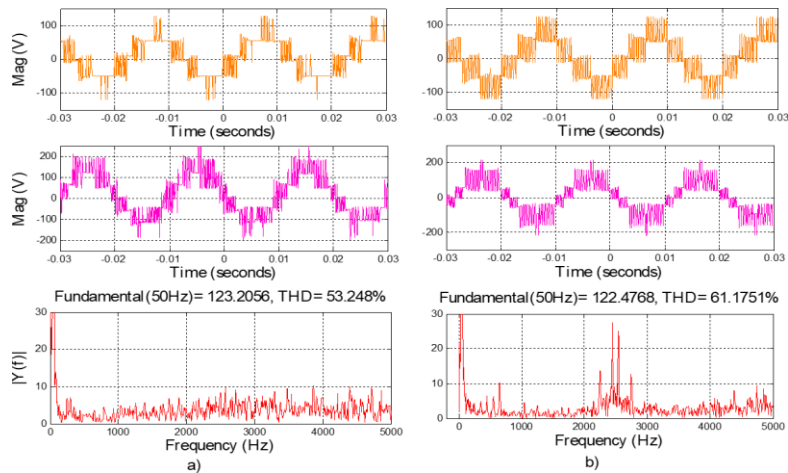 Mag (V)
100
0
-100
-0.03 -0.02 -0.01 0 0.01 0.02 0.03
Time (seconds)
100
0
-100
-0.03 -0.02 -0.01 0 0.01 0.02 0.03
Time (seconds)
Mag (V)
200
100
0
-100
-200
-0.03 -0.02 -0.01 0 0.01 0.02 0.03
Time (seconds)
200
0
-200
-0.03 -0.02 -0.01 0 0.01 0.02 0.03
Time (seconds)
Fundamental(50Hz)= 123.2056, THD= 53.248%
|Y(f)|
30
20
10
0
0 1000 2000 3000 4000 5000
Frequency (Hz)
a)
Fundamental(50Hz)= 122.4768, THD= 61.1751%
30
20
10
0
0 1000 2000 3000 4000 5000
Frequency (Hz)
b)